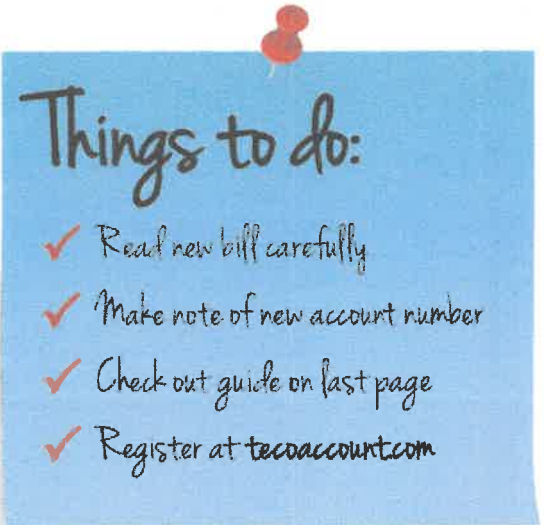 Things to do:
Read new bill carefully
Make note of new account number
Check out guide on last page
Register at tecoaccount.com